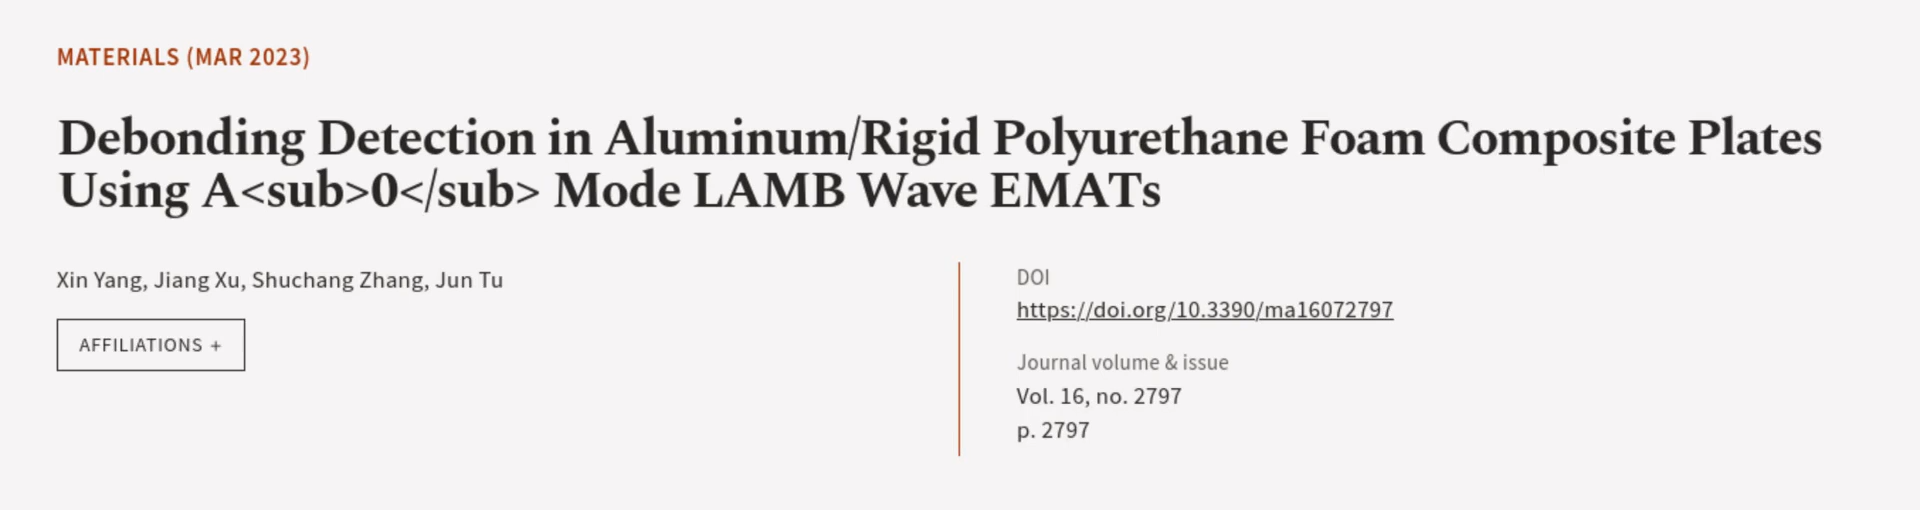 MATERIALS (MAR 2023)
Debonding Detection in Aluminum/Rigid Polyurethane Foam Composite Plates
Using A<sub>0</sub> Mode LAMB Wave EMATs
Xin Yang, Jiang Xu, Shuchang Zhang, Jun Tu
AFFILIATIONS +
DOI
https://doi.org/10.3390/ma16072797
Journal volume & issue
Vol. 16, no. 2797
p. 2797